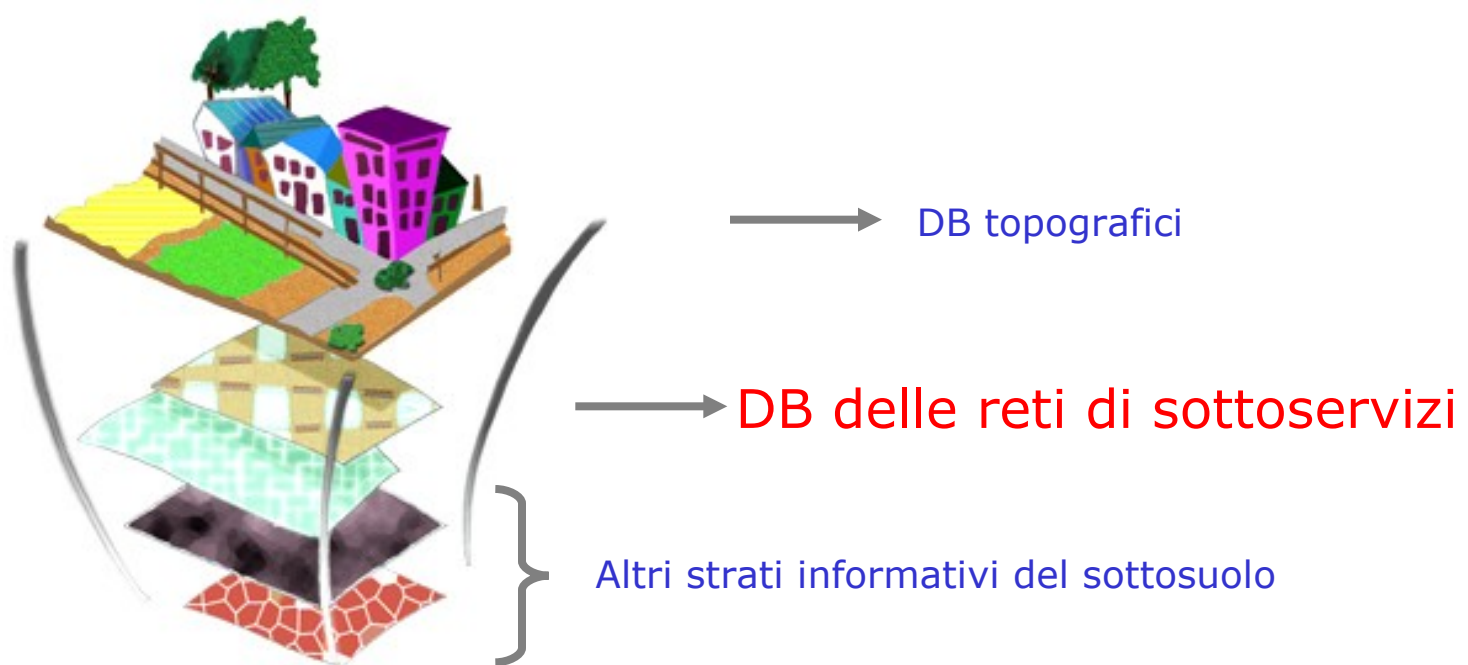 DB topografici
DB delle reti di sottoservizi
Altri strati informativi del sottosuolo